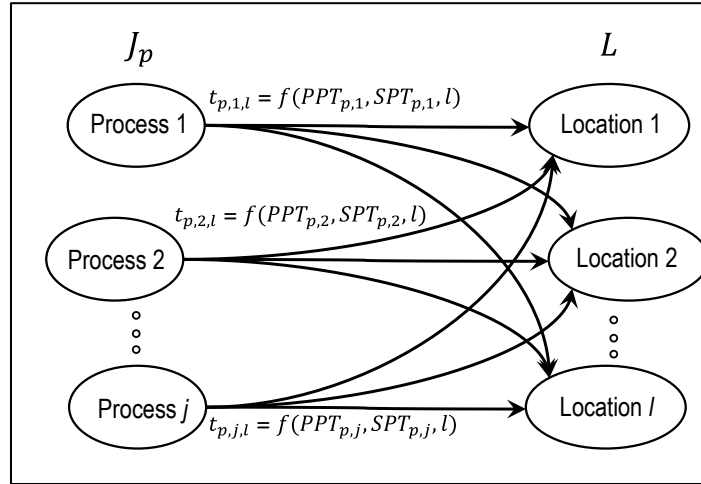 J_p L
t_{p,1,l} = f(PPT_{p,1}, SPT_{p,1}, l)
Process 1 Location 1
t_{p,2,l} = f(PPT_{p,2}, SPT_{p,2}, l)
Process 2 Location 2
Process j Location l
t_{p,j,l} = f(PPT_{p,j}, SPT_{p,j}, l)